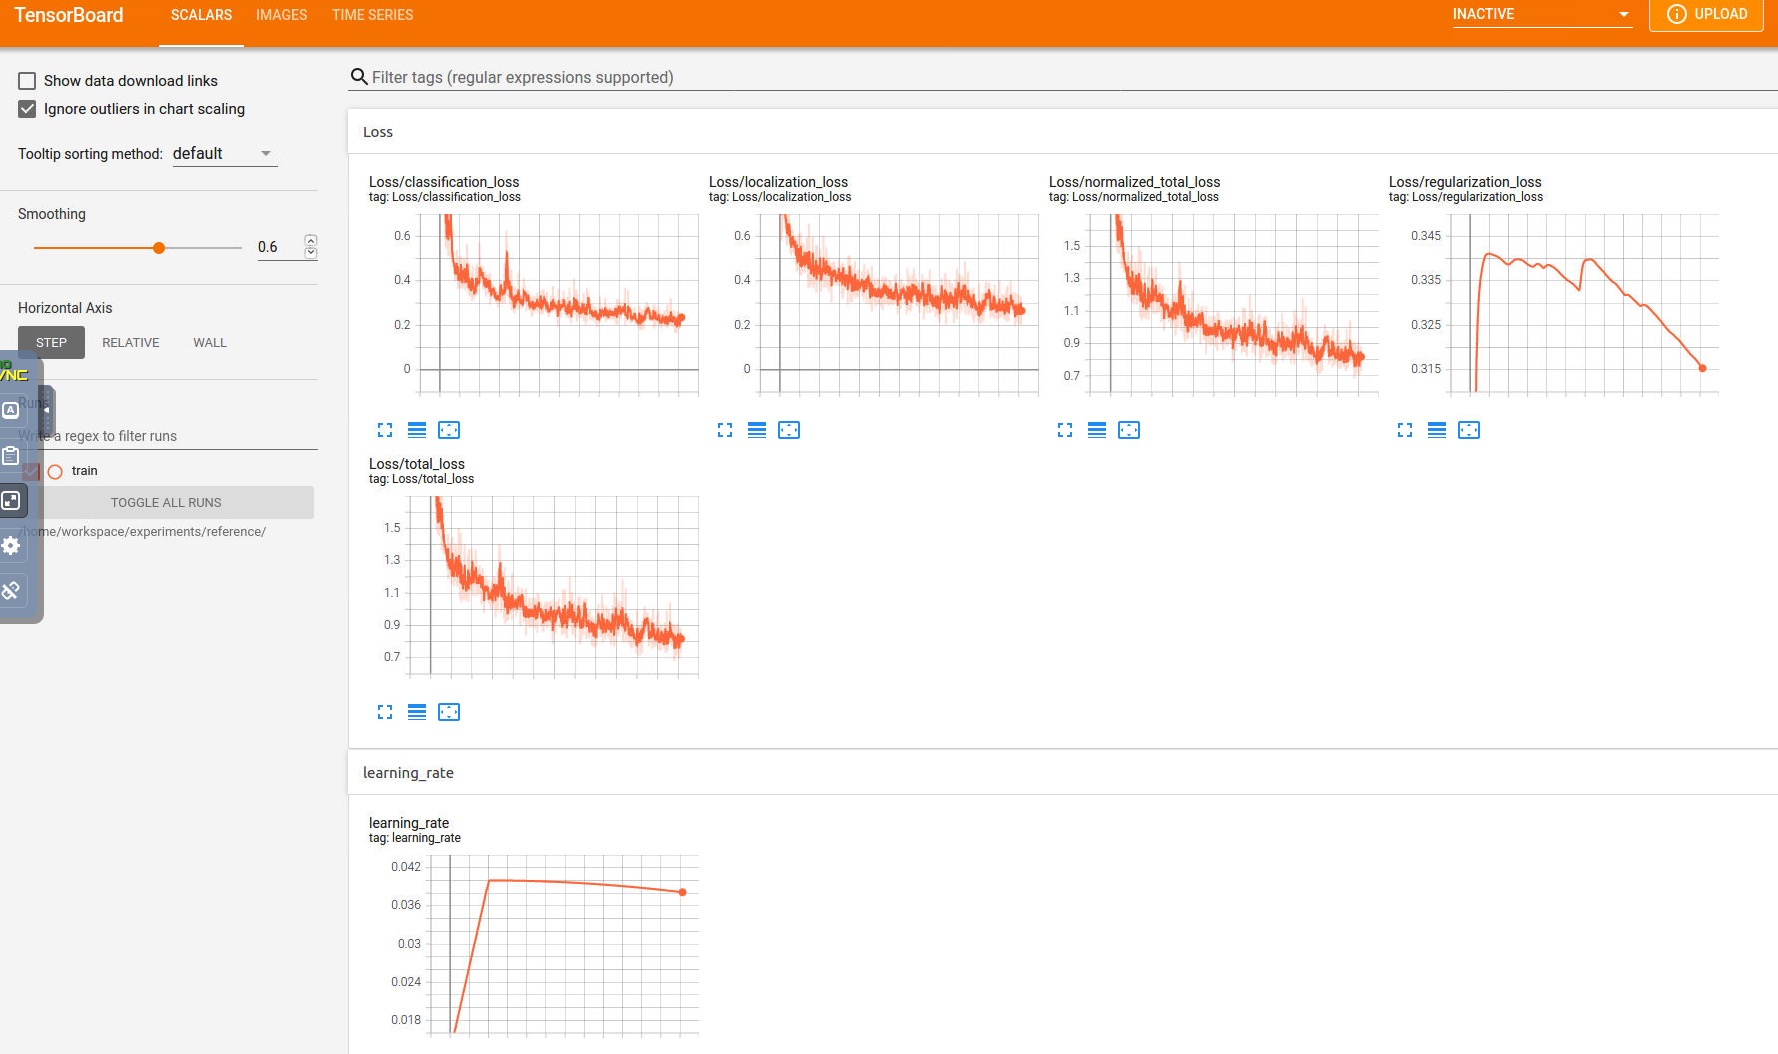 TensorBoard
SCALARS
IMAGES
TIME SERIES
INACTIVE
UPLOAD
Show data download links
Ignore outliers in chart scaling
Tooltip sorting method: default
Smoothing
0.6
Horizontal Axis
STEP
RELATIVE
WALL
VNC
A
Runs
Write a regex to filter runs
train
TOGGLE ALL RUNS
/home/workspace/experiments/reference/
Filter tags (regular expressions supported)
Loss
Loss/classification_loss
tag: Loss/classification_loss
0.6
0.4
0.2
0
Loss/localization_loss
tag: Loss/localization_loss
0.6
0.4
0.2
0
Loss/normalized_total_loss
tag: Loss/normalized_total_loss
1.5
1.3
1.1
0.9
0.7
Loss/regularization_loss
tag: Loss/regularization_loss
0.345
0.335
0.325
0.315
Loss/total_loss
tag: Loss/total_loss
1.5
1.3
1.1
0.9
0.7
learning_rate
learning_rate
tag: learning_rate
0.042
0.036
0.03
0.024
0.018